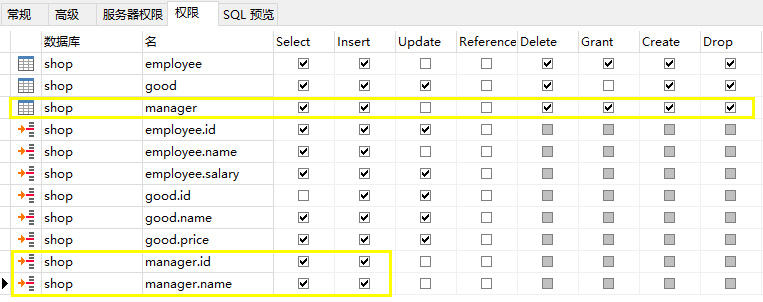 常规 高级 服务器权限 权限 SQL 预览
数据库 名 Select Insert Update Reference Delete Grant Create Drop
shop employee
shop good
shop manager
shop employee.id
shop employee.name
shop employee.salary
shop good.id
shop good.name
shop good.price
shop manager.id
shop manager.name